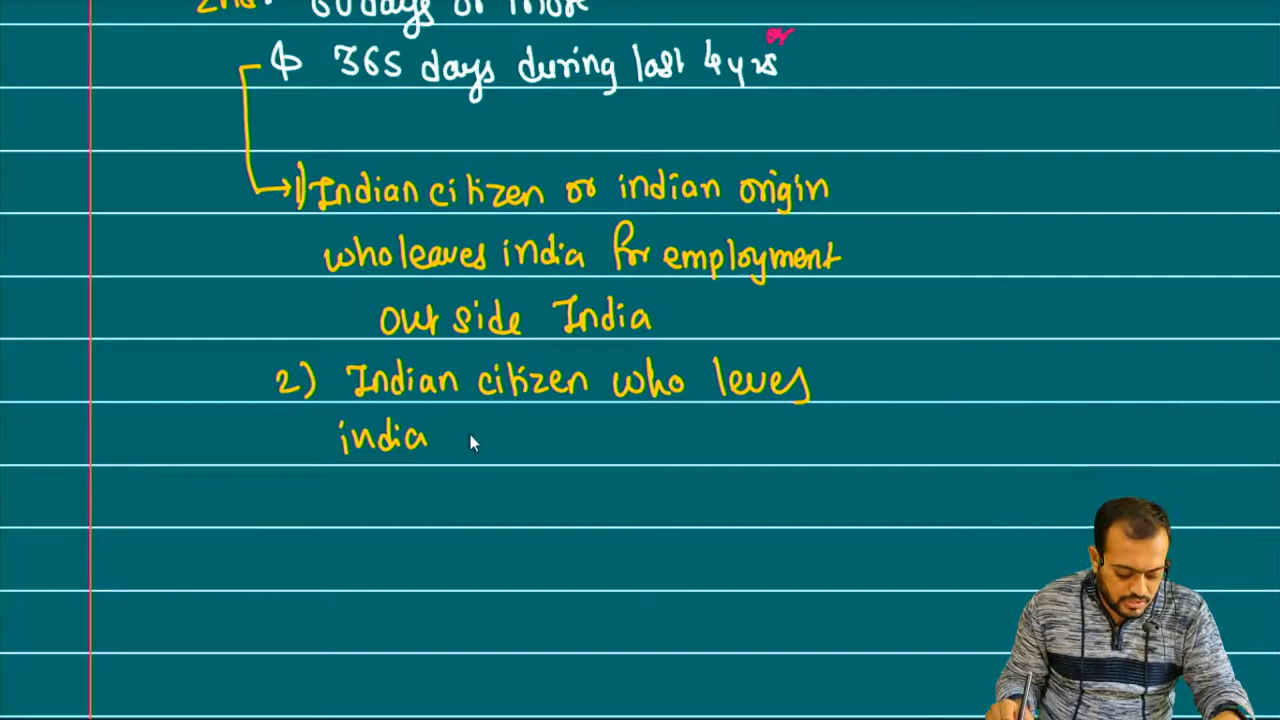 2nd: 60 days or more
365 days during last 4 yrs or
1) Indian citizen or indian origin
who leaves india for employment
out side India
2) Indian citizen who leves
india